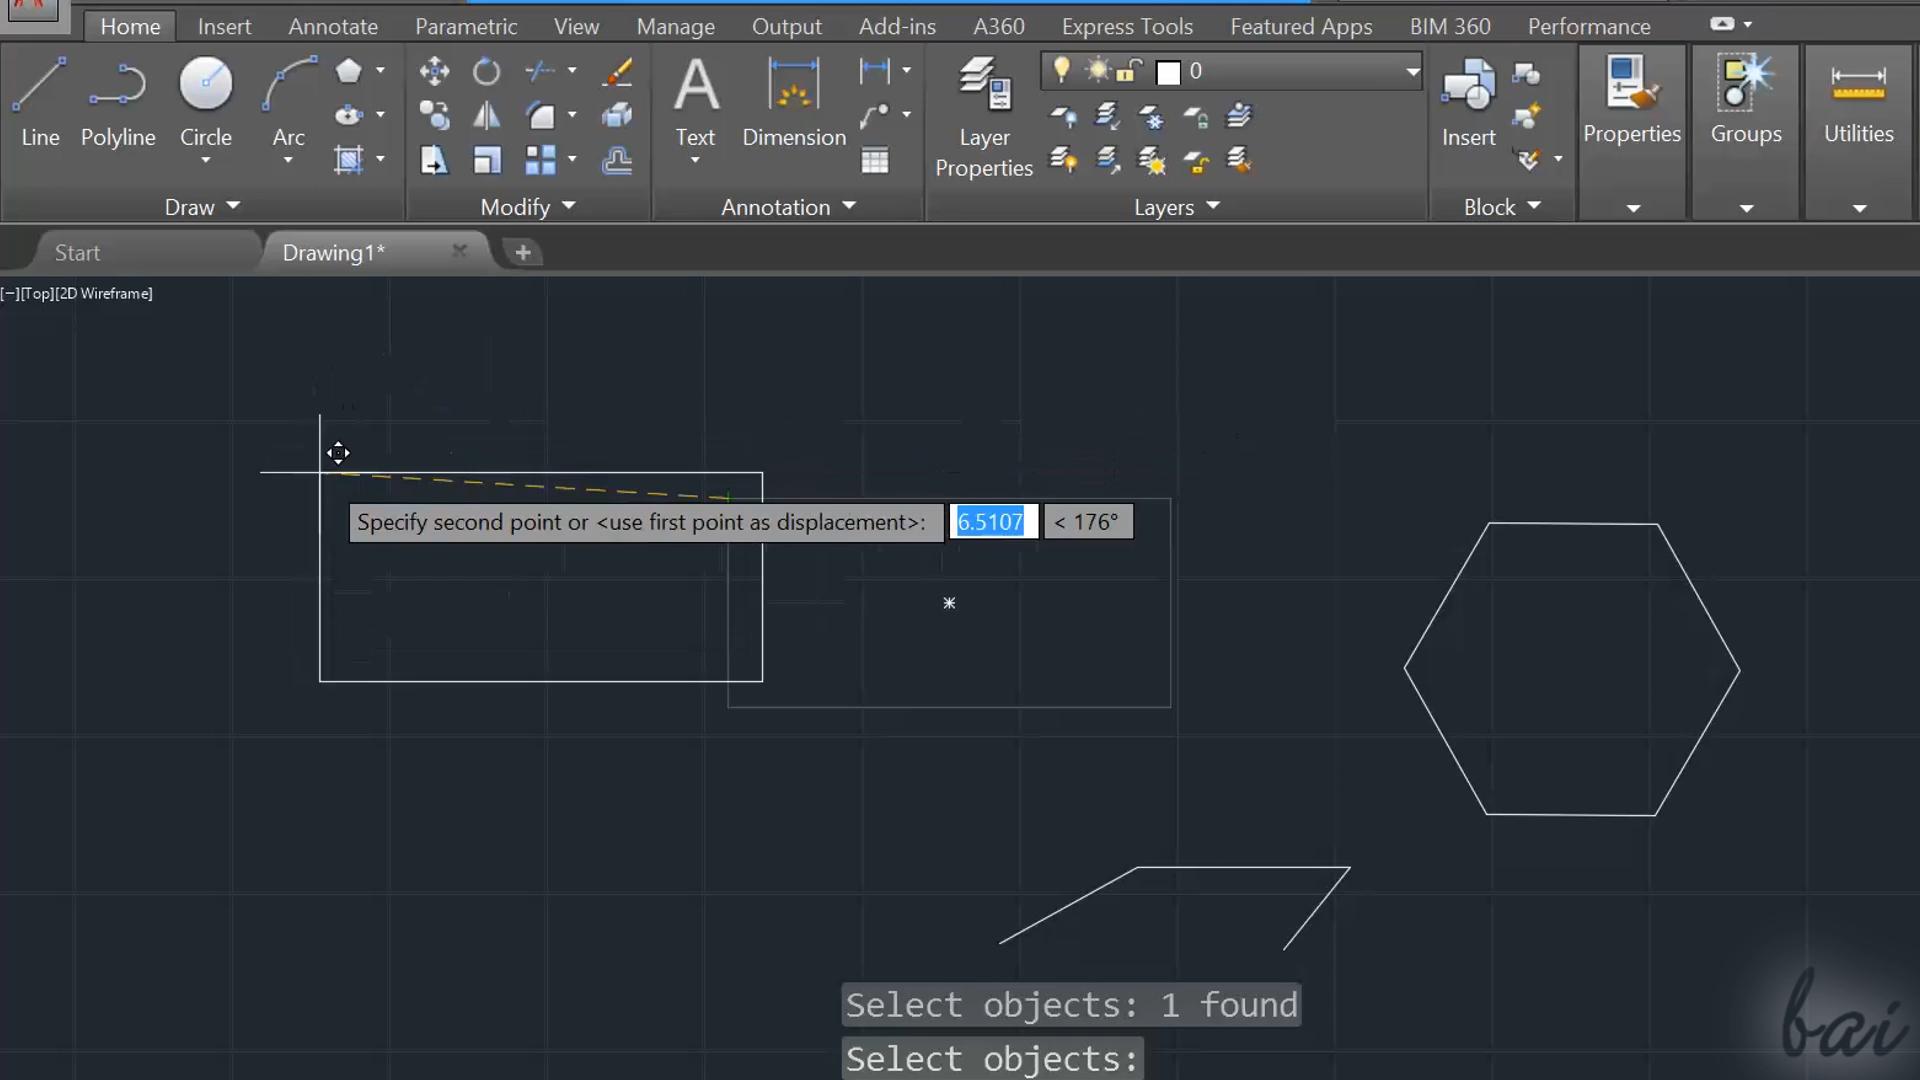 Home Insert Annotate Parametric View Manage Output Add-ins A360 Express Tools Featured Apps BIM 360 Performance
Line Polyline Circle Arc
Text Dimension
Layer Properties
0
Insert
Properties
Groups
Utilities
Draw Modify Annotation Layers Block
Start Drawing1*
[−][Top][2D Wireframe]
Specify second point or <use first point as displacement>: 6.5107 < 176°
Select objects: 1 found
Select objects:
bai